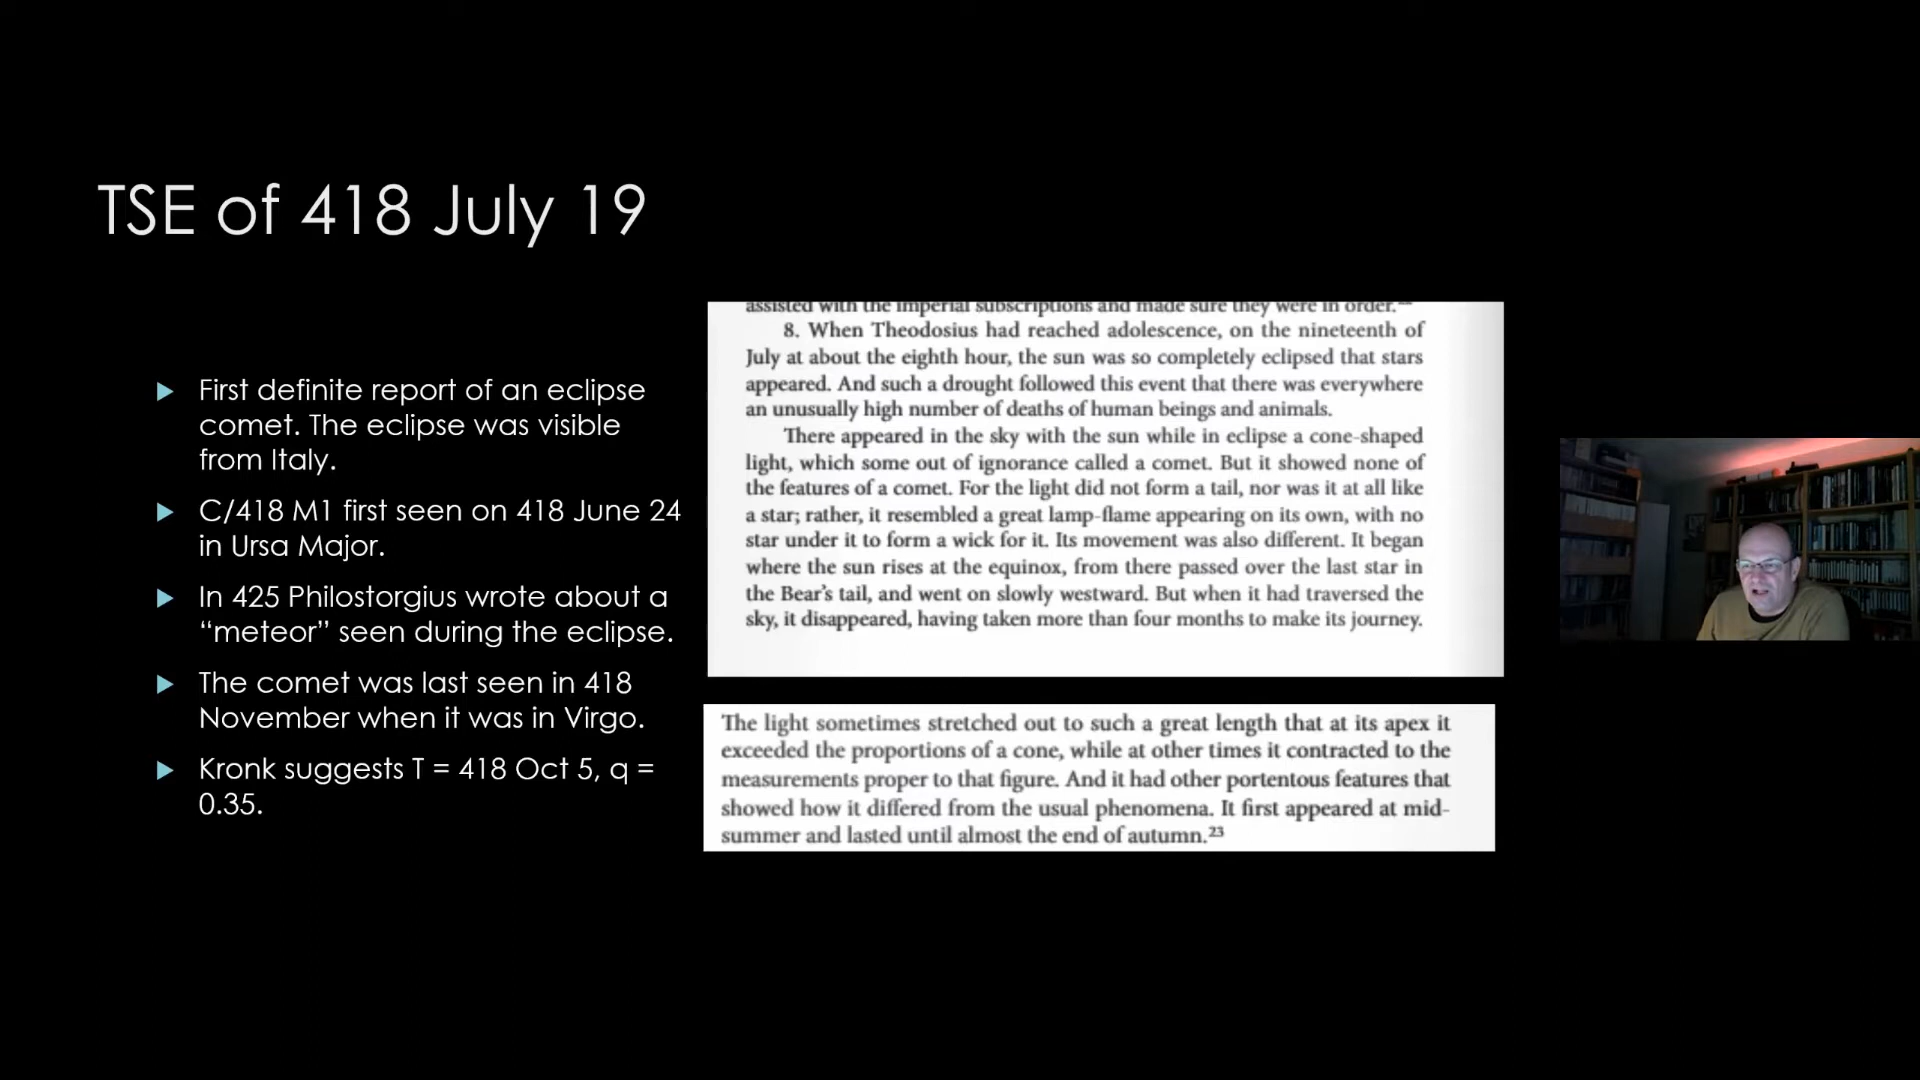 TSE of 418 July 19
First definite report of an eclipse
comet. The eclipse was visible
from Italy.
C/418 M1 first seen on 418 June 24
in Ursa Major.
In 425 Philostorgius wrote about a
“meteor” seen during the eclipse.
The comet was last seen in 418
November when it was in Virgo.
Kronk suggests T = 418 Oct 5, q =
0.35.
assisted with the imperial subscriptions and made sure they were in order.
8. When Theodosius had reached adolescence, on the nineteenth of
July at about the eighth hour, the sun was so completely eclipsed that stars
appeared. And such a drought followed this event that there was everywhere
an unusually high number of deaths of human beings and animals.
There appeared in the sky with the sun while in eclipse a cone-shaped
light, which some out of ignorance called a comet. But it showed none of
the features of a comet. For the light did not form a tail, nor was it at all like
a star; rather, it resembled a great lamp-flame appearing on its own, with no
star under it to form a wick for it. Its movement was also different. It began
where the sun rises at the equinox, from there passed over the last star in
the Bear’s tail, and went on slowly westward. But when it had traversed the
sky, it disappeared, having taken more than four months to make its journey.
The light sometimes stretched out to such a great length that at its apex it
exceeded the proportions of a cone, while at other times it contracted to the
measurements proper to that figure. And it had other portentous features that
showed how it differed from the usual phenomena. It first appeared at mid-
summer and lasted until almost the end of autumn.²³